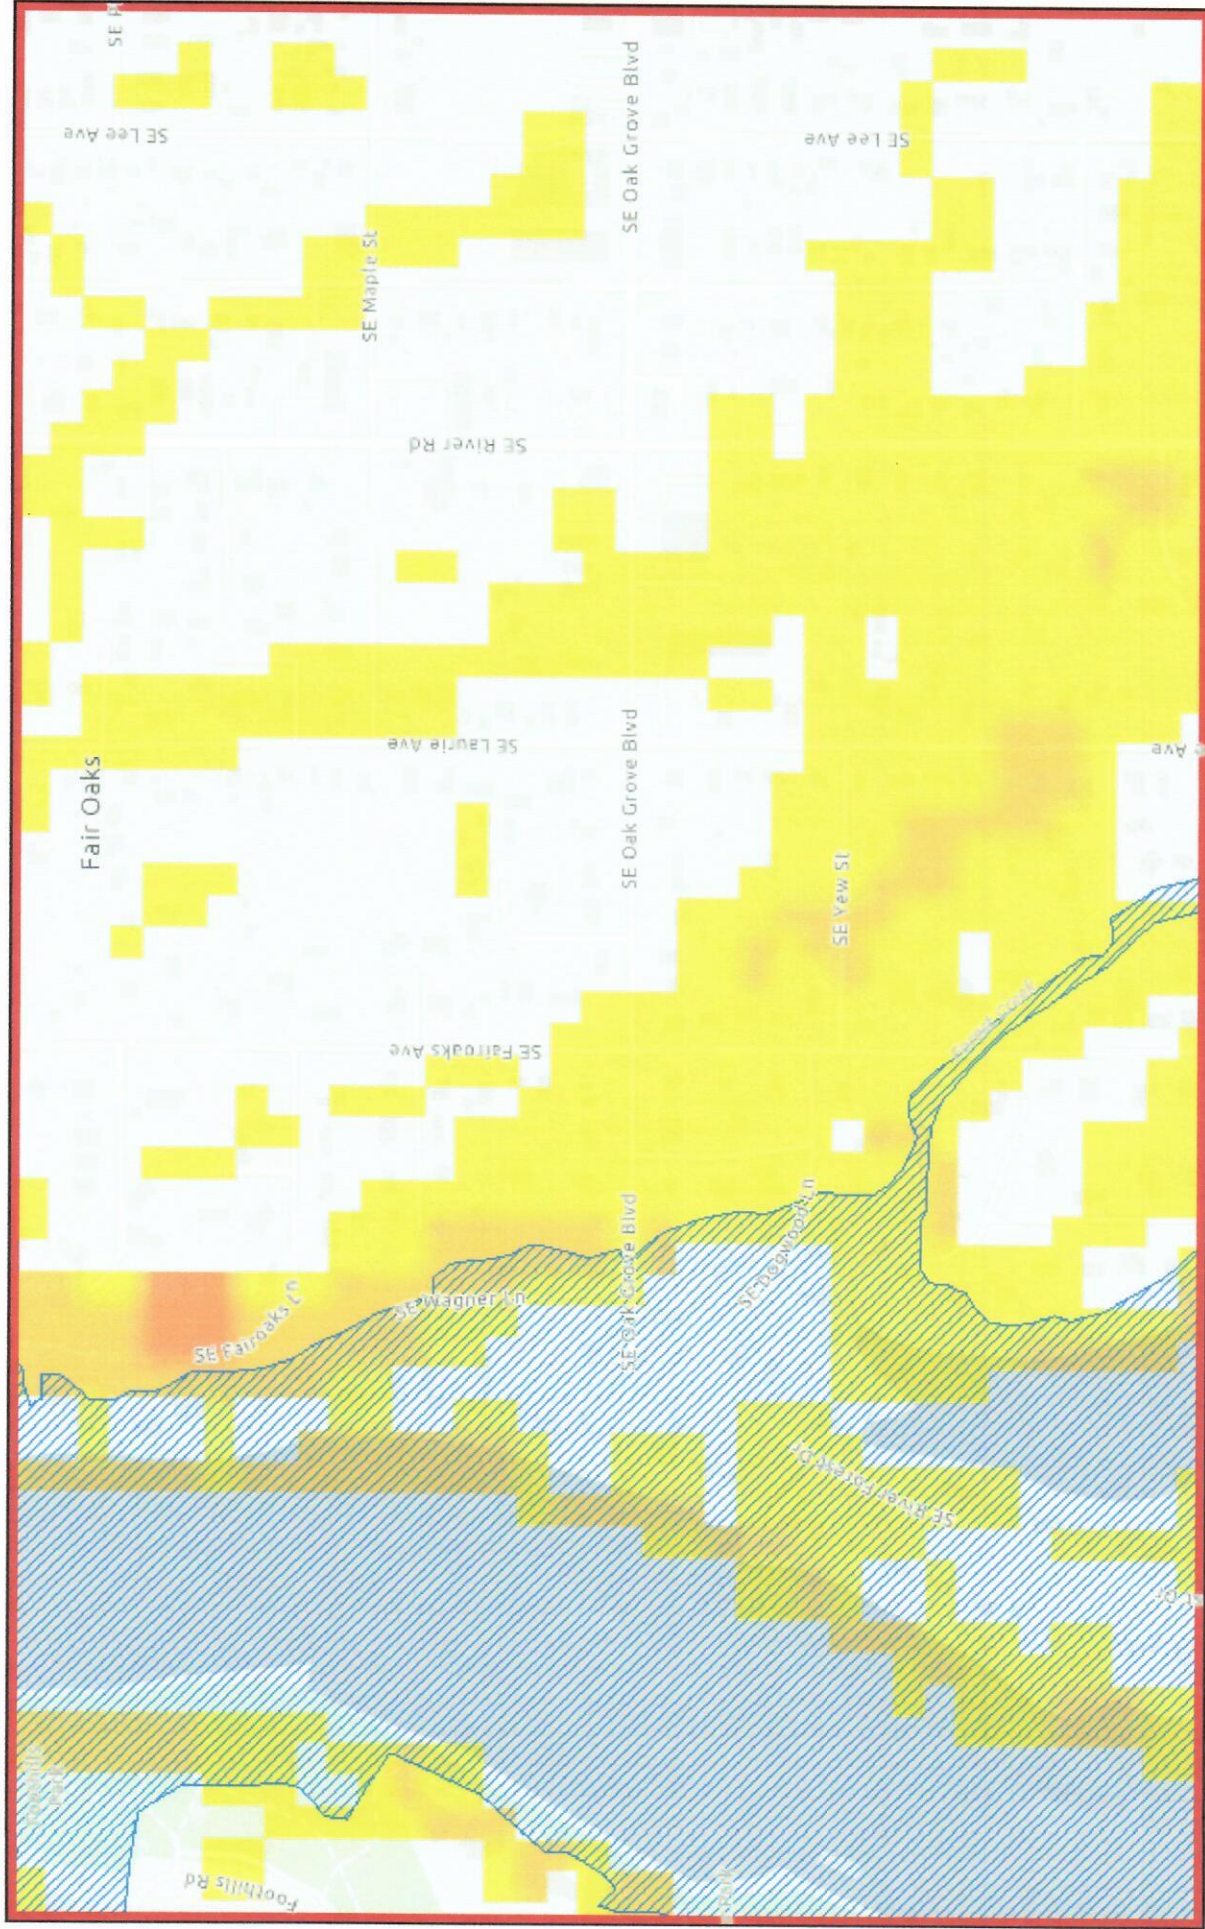 SE Lee Ave
SE Oak Grove Blvd
SE Lee Ave
SE Maple St
SE River Rd
Fair Oaks
SE Laurie Ave
SE Oak Grove Blvd
SE Yew St
SE Fairoaks Ave
SE Fairoaks Ln
SE Wagner Ln
SE Oak Grove Blvd
SE Dogwood Ln
SE River Forest Dr
Foothills
Park
Foothills Rd